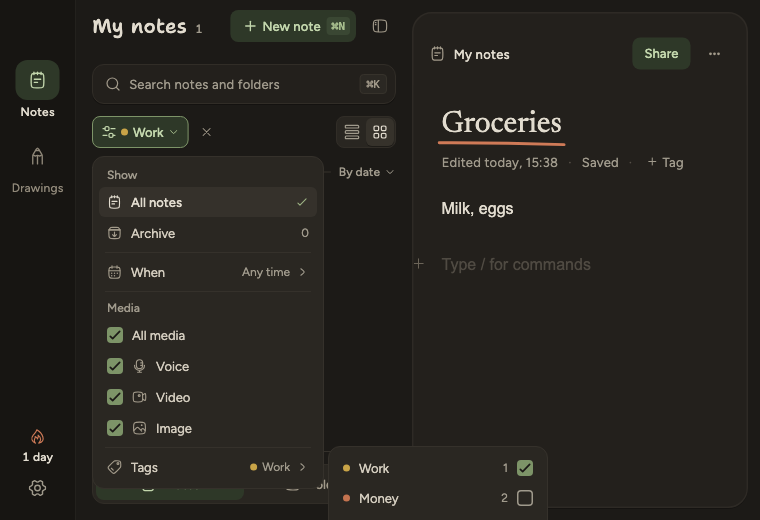 My notes 1
+ New note ⌘N
Search notes and folders ⌘K
Work
Notes
Drawings
By date
Show
All notes
Archive 0
When Any time
Media
All media
Voice
Video
Image
Tags Work
1 day
Work 1
Money 2
My notes
Share
Groceries
Edited today, 15:38 · Saved · + Tag
Milk, eggs
Type / for commands